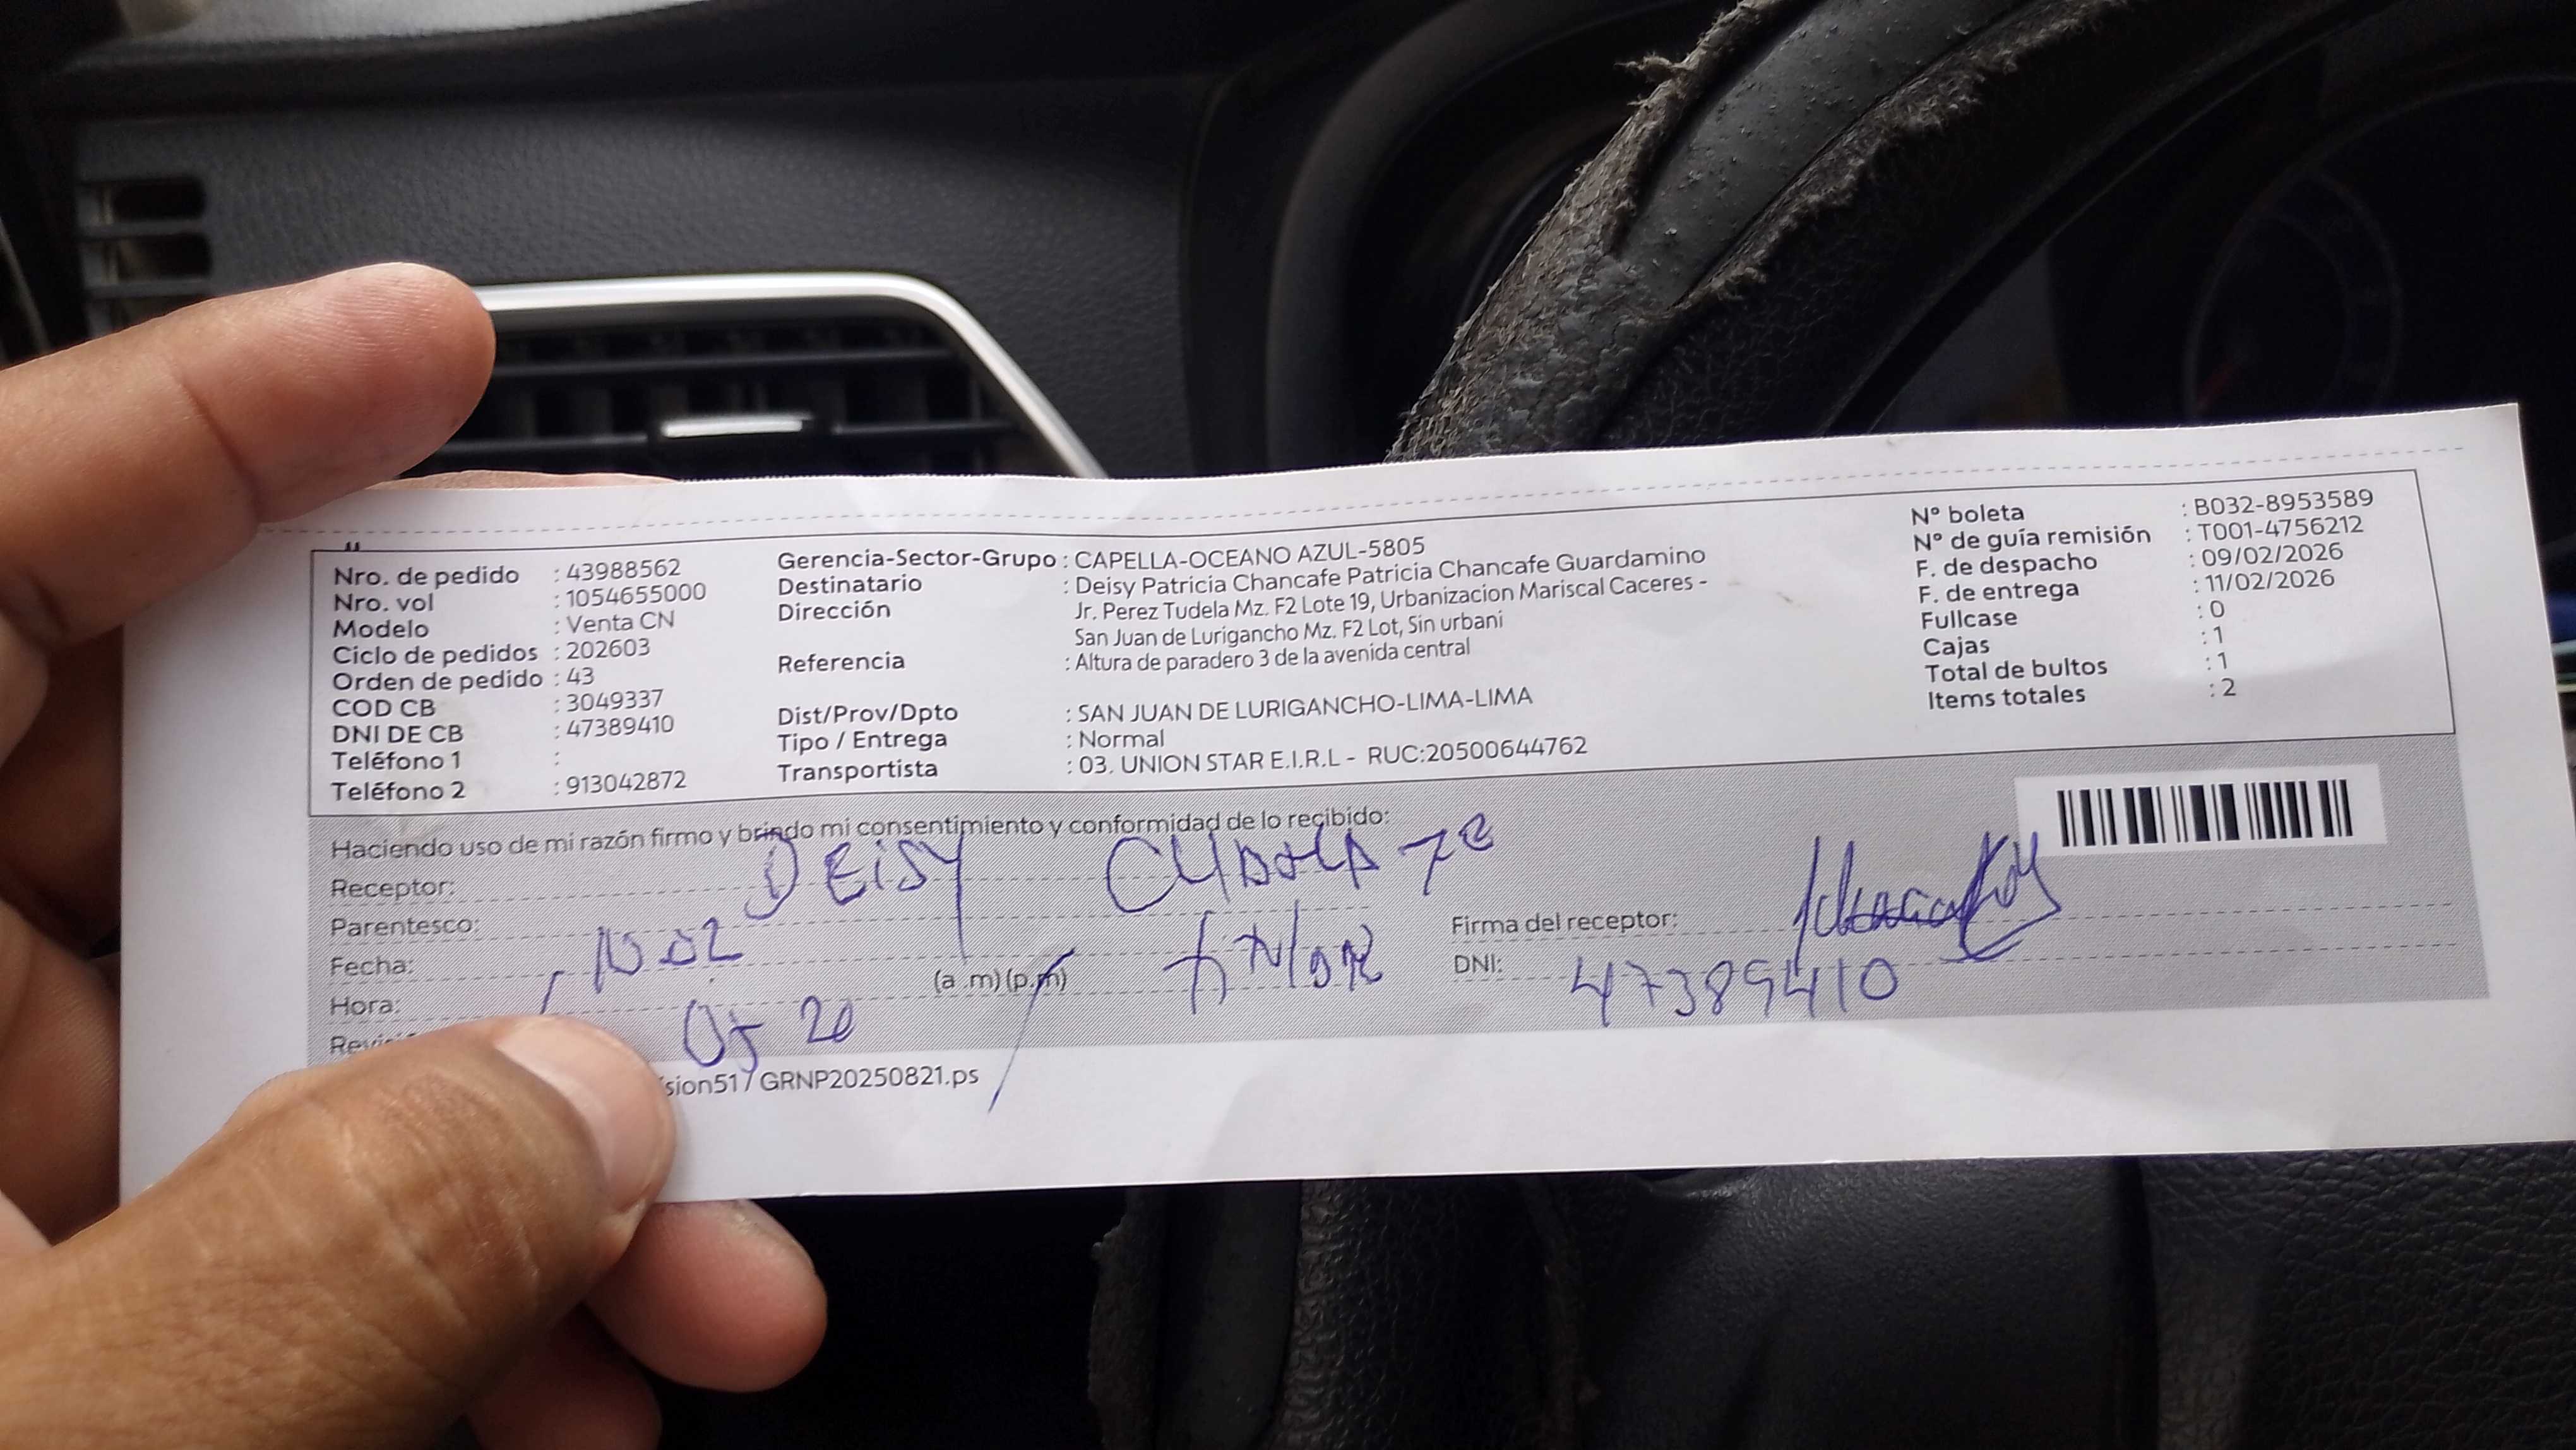 Nro. de pedido : 43988562
Nro. vol : 1054655000
Modelo : Venta CN
Ciclo de pedidos : 202603
Orden de pedido : 43
COD CB : 3049337
DNI DE CB : 47389410
Teléfono 1 :
Teléfono 2 : 913042872
Gerencia-Sector-Grupo : CAPELLA-OCEANO AZUL-5805
Destinatario : Deisy Patricia Chancafe Patricia Chancafe Guardamino
Dirección Jr. Perez Tudela Mz. F2 Lote 19, Urbanizacion Mariscal Caceres -
San Juan de Lurigancho Mz. F2 Lot, Sin urbani
Referencia : Altura de paradero 3 de la avenida central
Dist/Prov/Dpto : SAN JUAN DE LURIGANCHO-LIMA-LIMA
Tipo / Entrega : Normal
Transportista : 03. UNION STAR E.I.R.L - RUC:20500644762
N° boleta : B032-8953589
N° de guía remisión : T001-4756212
F. de despacho : 09/02/2026
F. de entrega : 11/02/2026
Fullcase : 0
Cajas : 1
Total de bultos : 1
Items totales : 2
Haciendo uso de mi razón firmo y brindo mi consentimiento y conformidad de lo recibido:
Receptor: DEISY
Parentesco:
Fecha:
Hora: (a .m)(p.m)
Firma del receptor:
DNI: 47389410
sion51 / GRNP20250821.ps